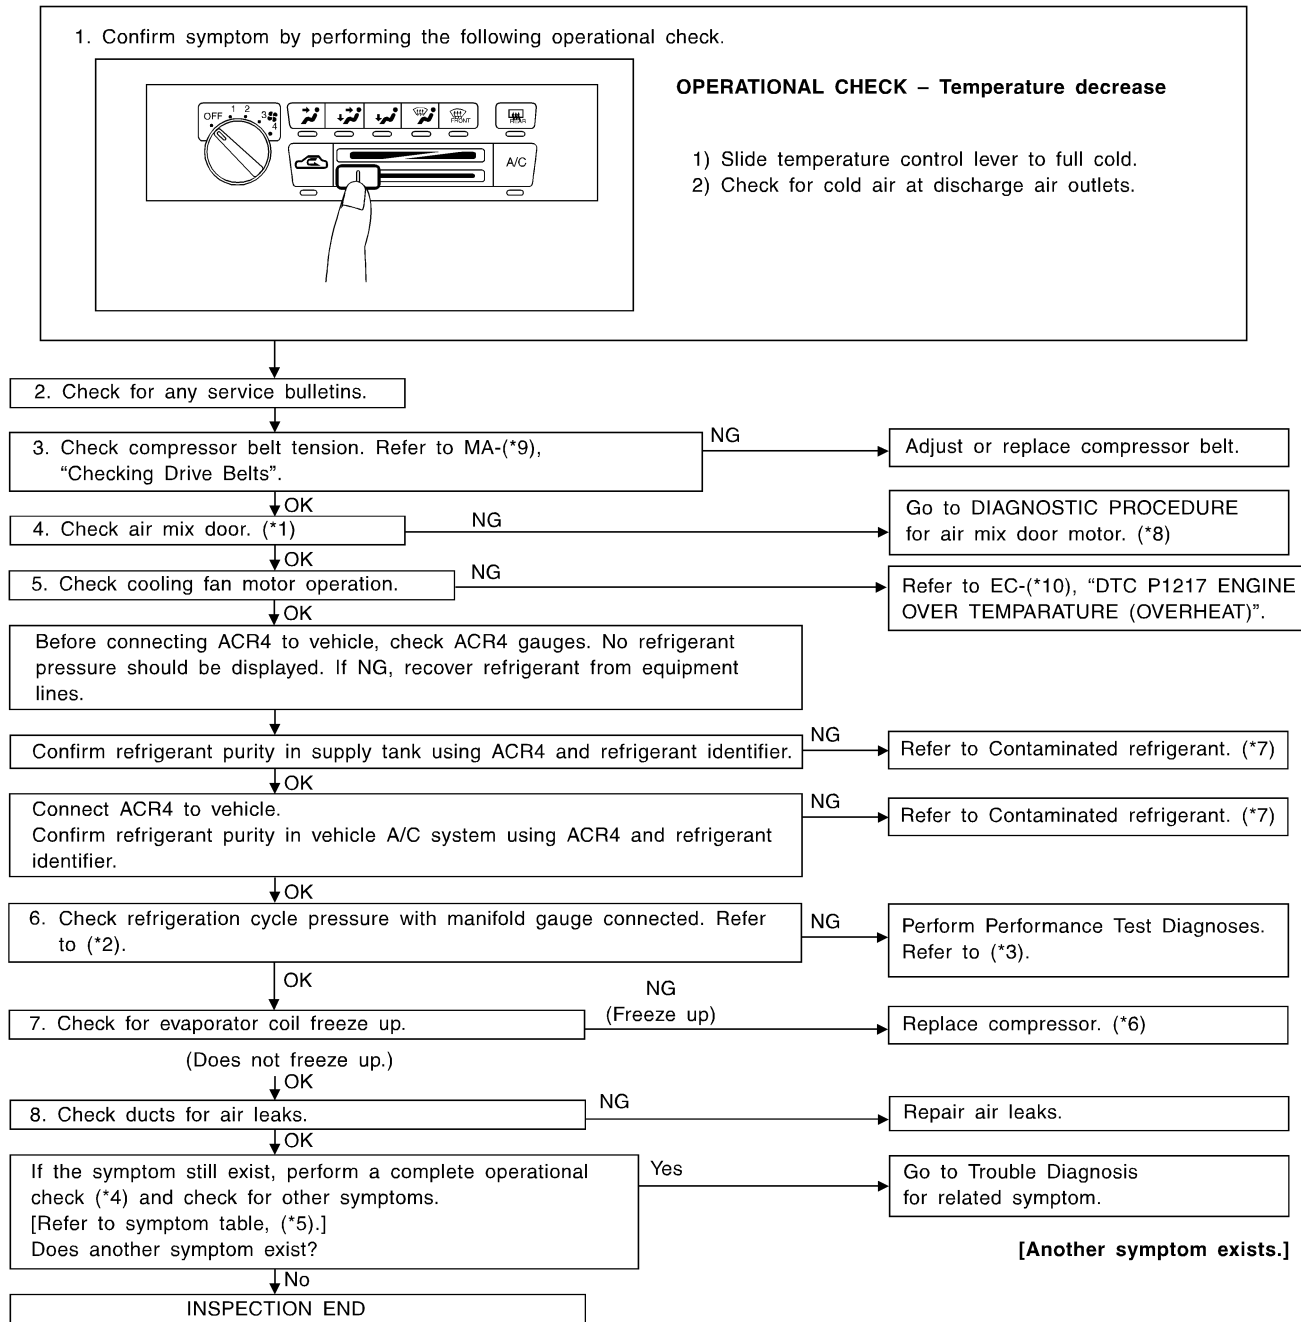 1. Confirm symptom by performing the following operational check.
OPERATIONAL CHECK – Temperature decrease
OFF 1 2 3 4
FRONT
REAR
A/C
1) Slide temperature control lever to full cold.
2) Check for cold air at discharge air outlets.
2. Check for any service bulletins.
3. Check compressor belt tension. Refer to MA-(*9),
“Checking Drive Belts”.
NG
Adjust or replace compressor belt.
OK
4. Check air mix door. (*1)
NG
Go to DIAGNOSTIC PROCEDURE
for air mix door motor. (*8)
OK
5. Check cooling fan motor operation.
NG
Refer to EC-(*10), “DTC P1217 ENGINE
OVER TEMPARATURE (OVERHEAT)”.
OK
Before connecting ACR4 to vehicle, check ACR4 gauges. No refrigerant
pressure should be displayed. If NG, recover refrigerant from equipment
lines.
Confirm refrigerant purity in supply tank using ACR4 and refrigerant identifier.
NG
Refer to Contaminated refrigerant. (*7)
OK
Connect ACR4 to vehicle.
Confirm refrigerant purity in vehicle A/C system using ACR4 and refrigerant
identifier.
NG
Refer to Contaminated refrigerant. (*7)
OK
6. Check refrigeration cycle pressure with manifold gauge connected. Refer
to (*2).
NG
Perform Performance Test Diagnoses.
Refer to (*3).
OK
7. Check for evaporator coil freeze up.
NG
(Freeze up)
Replace compressor. (*6)
(Does not freeze up.)
OK
8. Check ducts for air leaks.
NG
Repair air leaks.
OK
If the symptom still exist, perform a complete operational
check (*4) and check for other symptoms.
[Refer to symptom table, (*5).]
Does another symptom exist?
Yes
Go to Trouble Diagnosis
for related symptom.
[Another symptom exists.]
No
INSPECTION END